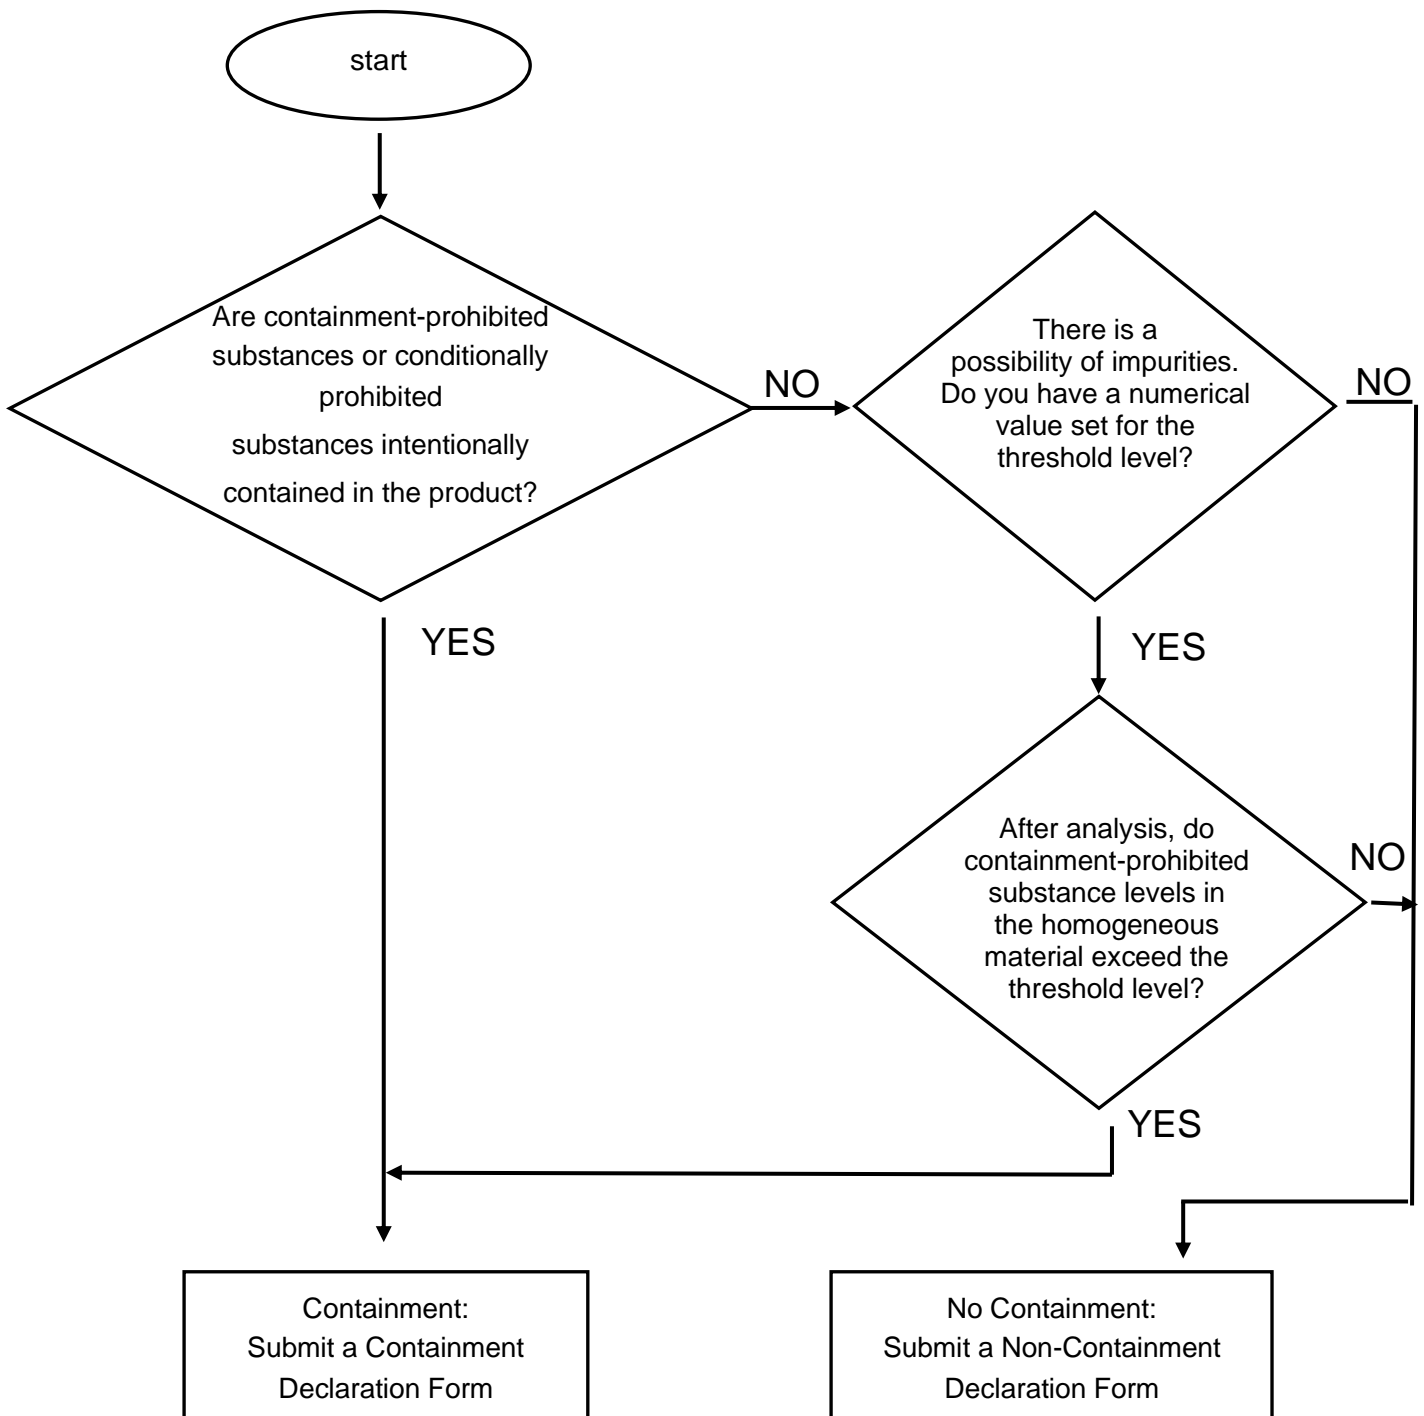 start
Are containment-prohibited
substances or conditionally
prohibited
substances intentionally
contained in the product?
NO
There is a
possibility of impurities.
Do you have a numerical
value set for the
threshold level?
NO
YES
YES
After analysis, do
containment-prohibited
substance levels in
the homogeneous
material exceed the
threshold level?
NO
YES
Containment:
Submit a Containment
Declaration Form
No Containment:
Submit a Non-Containment
Declaration Form